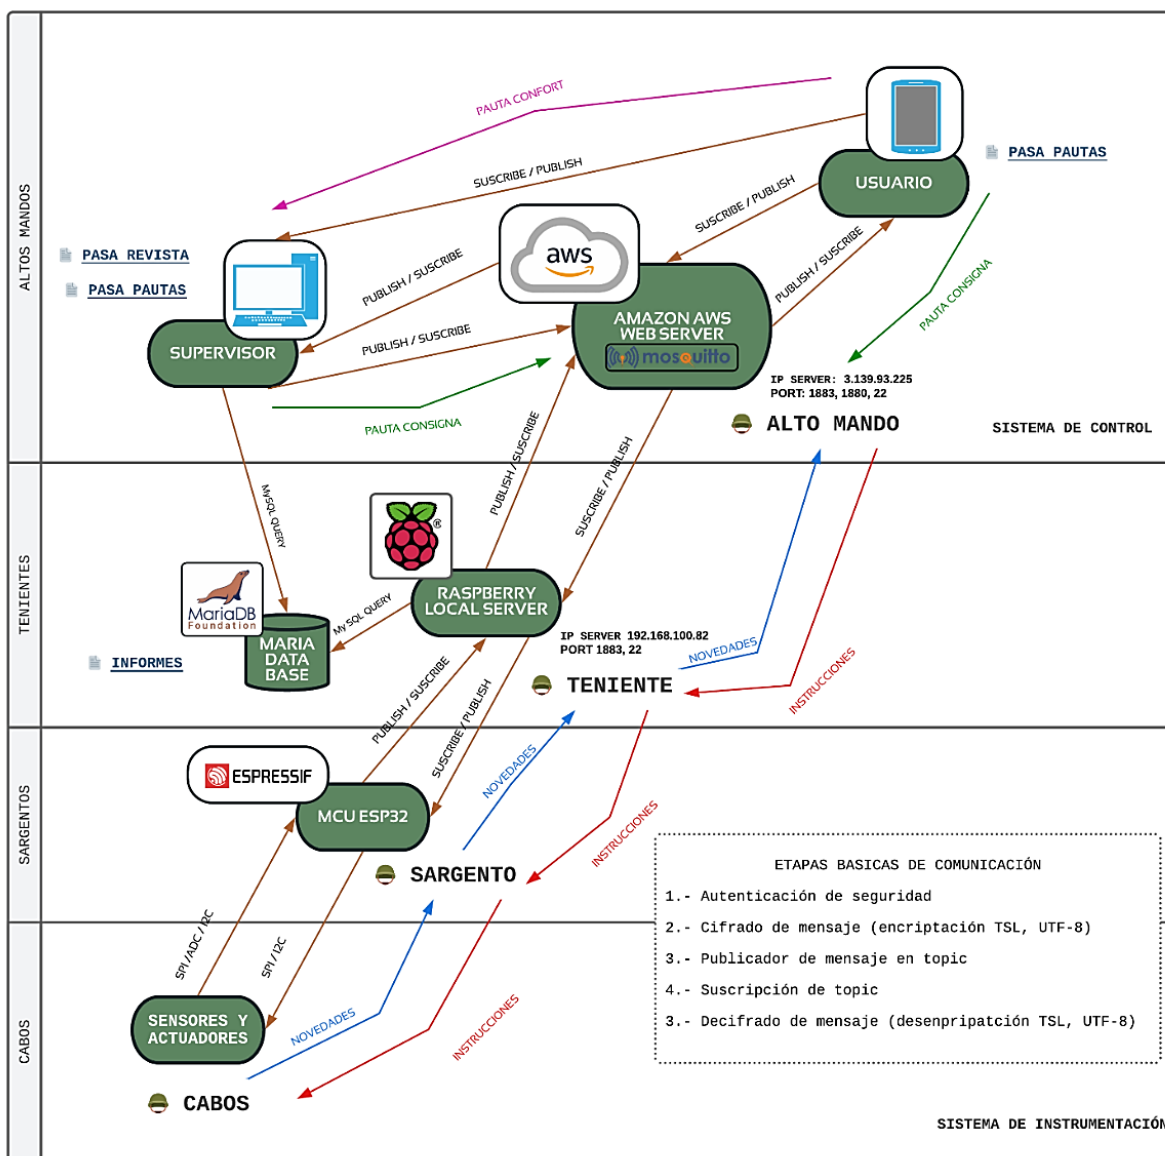 ALTOS MANDOS
PAUTA CONFORT
SUSCRIBE / PUBLISH
USUARIO
PASA PAUTAS
SUSCRIBE / PUBLISH
PUBLISH / SUSCRIBE
PAUTA CONSIGNA
PASA REVISTA
PASA PAUTAS
SUPERVISOR
PUBLISH / SUSCRIBE
PUBLISH / SUSCRIBE
PAUTA CONSIGNA
aws
AMAZON AWS
WEB SERVER
mosquitto
IP SERVER: 3.139.93.225
PORT: 1883, 1880, 22
ALTO MANDO
SISTEMA DE CONTROL
TENIENTES
MySQL QUERY
PUBLISH / SUSCRIBE
SUSCRIBE / PUBLISH
®
RASPBERRY
LOCAL SERVER
MariaDB
Foundation
MARIA
DATA
BASE
My SQL QUERY
INFORMES
IP SERVER 192.168.100.82
PORT 1883, 22
TENIENTE
NOVEDADES
INSTRUCCIONES
PUBLISH / SUSCRIBE
SUSCRIBE / PUBLISH
SARGENTOS
ESPRESSIF
MCU ESP32
NOVEDADES
INSTRUCCIONES
SARGENTO
CABOS
SPI /ADC / I2C
SPI / I2C
SENSORES Y
ACTUADORES
NOVEDADES
INSTRUCCIONES
CABOS
ETAPAS BASICAS DE COMUNICACIÓN
1.- Autenticación de seguridad
2.- Cifrado de mensaje (encriptación TSL, UTF-8)
3.- Publicador de mensaje en topic
4.- Suscripción de topic
3.- Decifrado de mensaje (desenpripatción TSL, UTF-8)
SISTEMA DE INSTRUMENTACIÓN